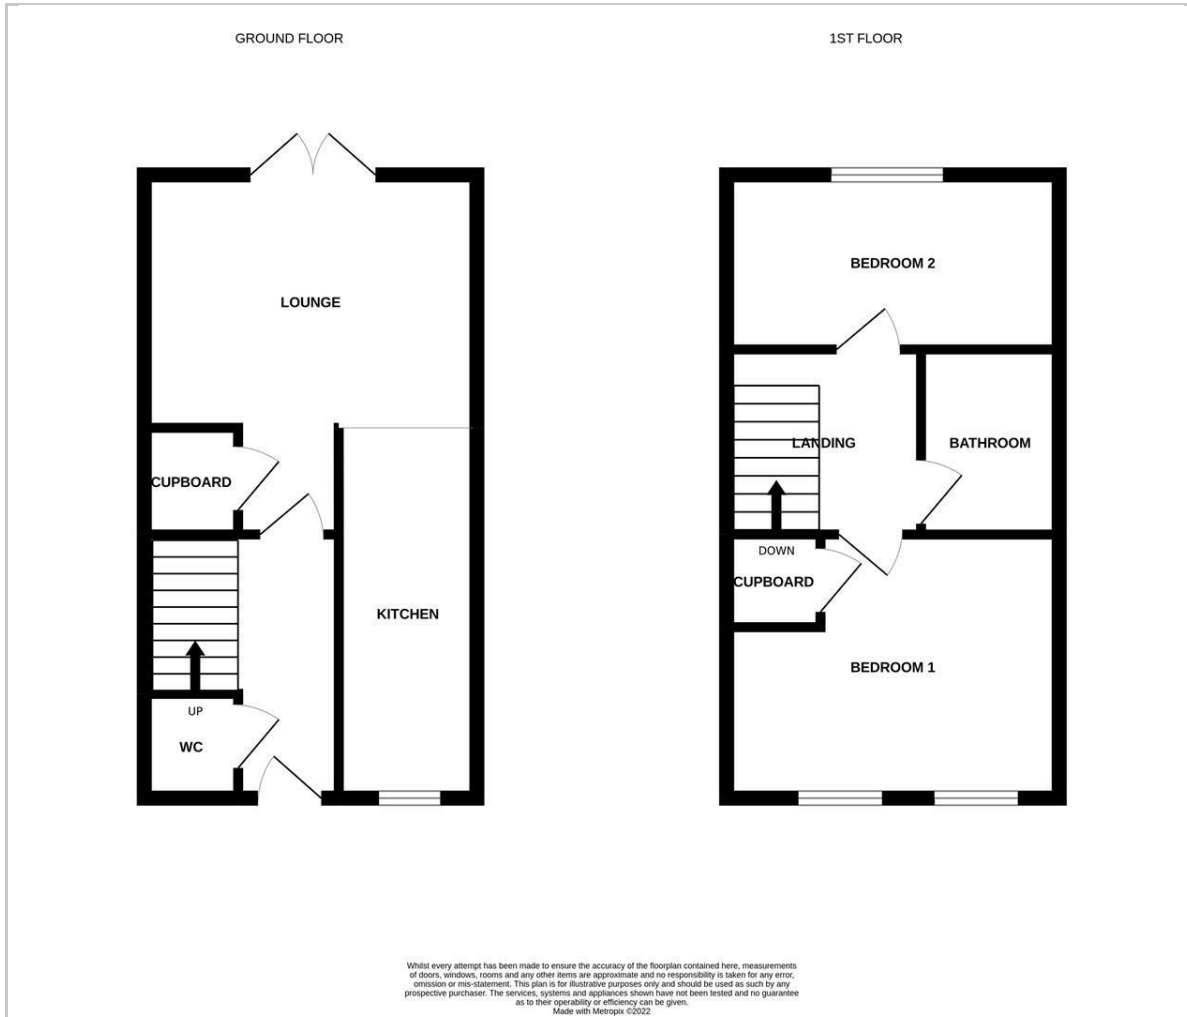 GROUND FLOOR
1ST FLOOR
LOUNGE
CUPBOARD
KITCHEN
UP
WC
BEDROOM 2
LANDING
BATHROOM
DOWN
CUPBOARD
BEDROOM 1
Whilst every attempt has been made to ensure the accuracy of the floorplan contained here, measurements
of doors, windows, rooms and any other items are approximate and no responsibility is taken for any error,
omission or mis-statement. This plan is for illustrative purposes only and should be used as such by any
prospective purchaser. The services, systems and appliances shown have not been tested and no guarantee
as to their operability or efficiency can be given.
Made with Metropix ©2022